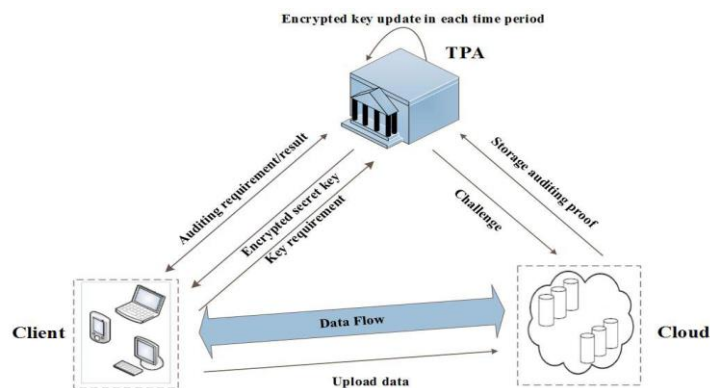 Encrypted key update in each time period
TPA
Auditing requirement/result
Encrypted secret key
Key requirement
Challenge
Storage auditing proof
Client
Data Flow
Cloud
Upload data